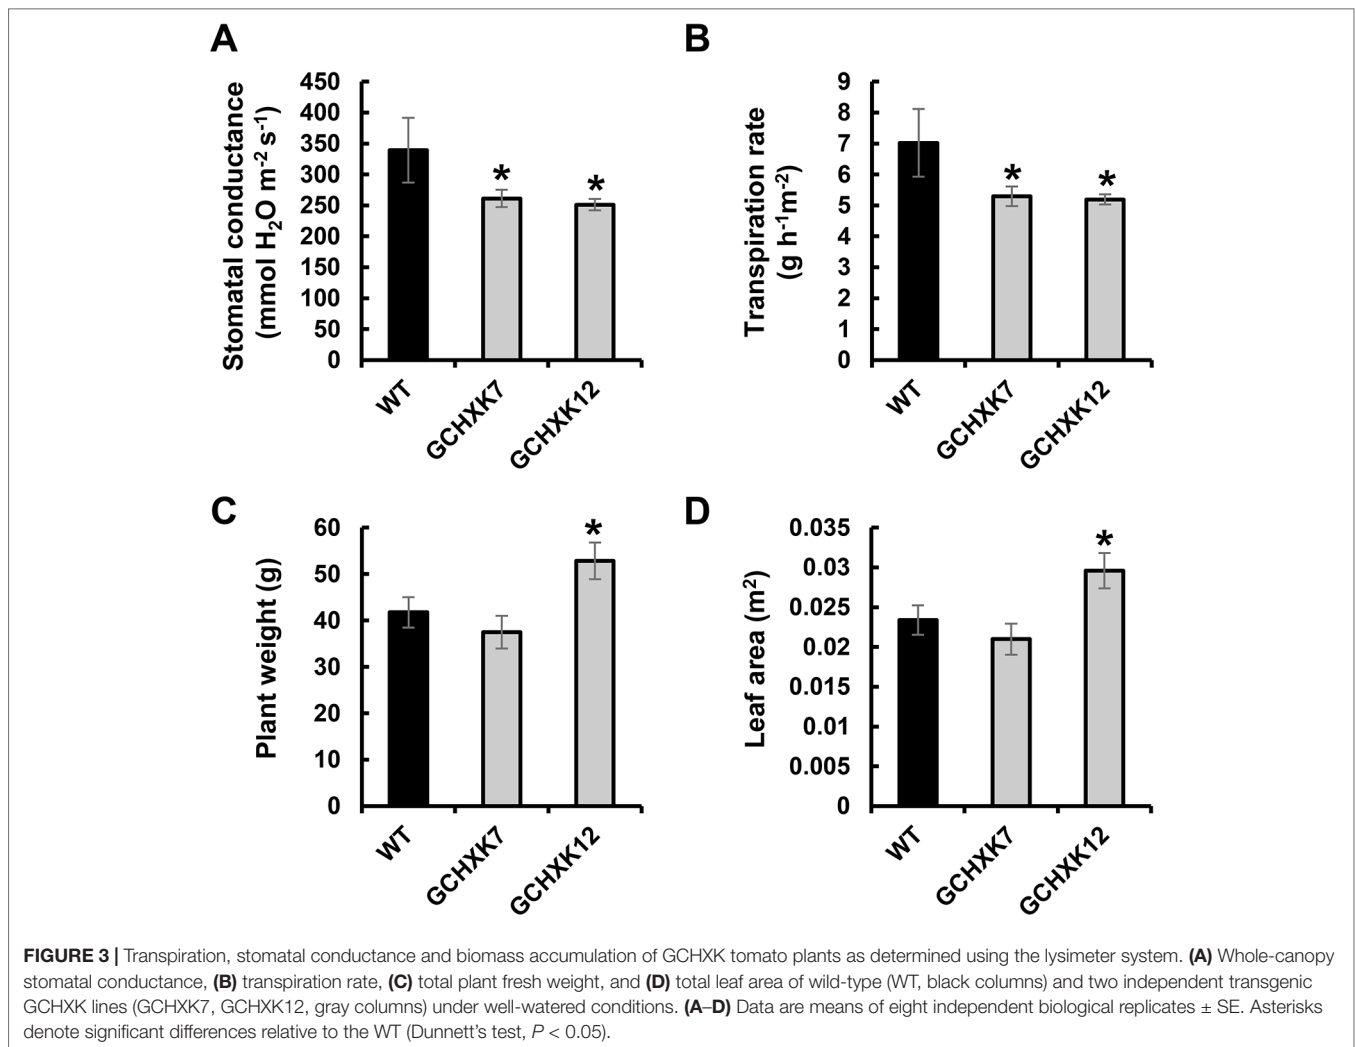 A
Stomatal conductance
(mmol H2O m-2 s-1)
450
400
350
300
250
200
150
100
50
0
*
*
WT
GCHXK7
GCHXK12
B
Transpiration rate
(g h-1m-2)
9
8
7
6
5
4
3
2
1
0
*
*
WT
GCHXK7
GCHXK12
C
Plant weight (g)
60
50
40
30
20
10
0
*
WT
GCHXK7
GCHXK12
D
Leaf area (m2)
0.035
0.03
0.025
0.02
0.015
0.01
0.005
0
*
WT
GCHXK7
GCHXK12
FIGURE 3 | Transpiration, stomatal conductance and biomass accumulation of GCHXK tomato plants as determined using the lysimeter system. (A) Whole-canopy
stomatal conductance, (B) transpiration rate, (C) total plant fresh weight, and (D) total leaf area of wild-type (WT, black columns) and two independent transgenic
GCHXK lines (GCHXK7, GCHXK12, gray columns) under well-watered conditions. (A–D) Data are means of eight independent biological replicates ± SE. Asterisks
denote significant differences relative to the WT (Dunnett’s test, P < 0.05).